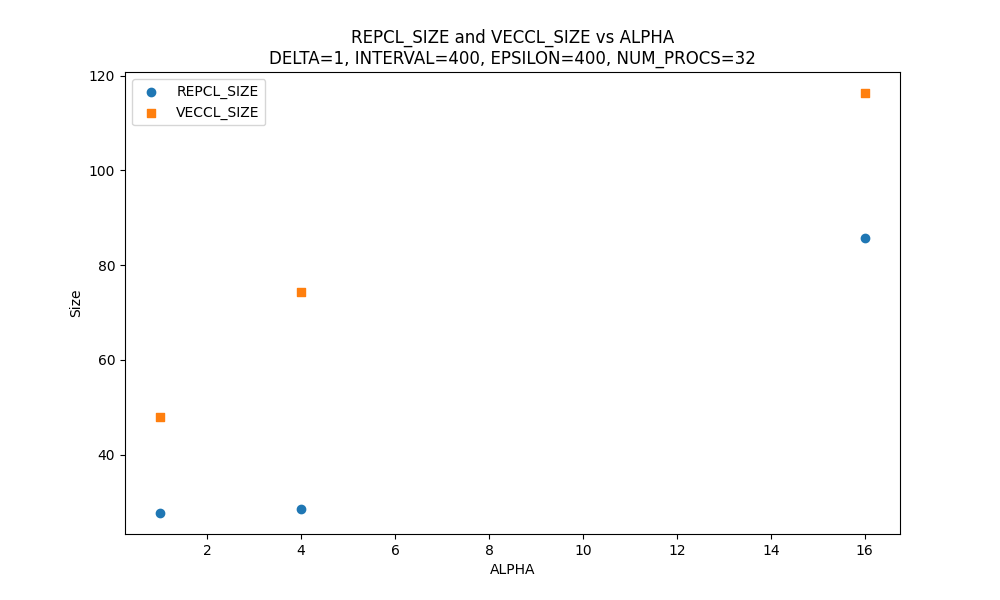 REPCL_SIZE and VECCL_SIZE vs ALPHA
DELTA=1, INTERVAL=400, EPSILON=400, NUM_PROCS=32
REPCL_SIZE
VECCL_SIZE
Size
120
100
80
60
40
2 4 6 8 10 12 14 16
ALPHA